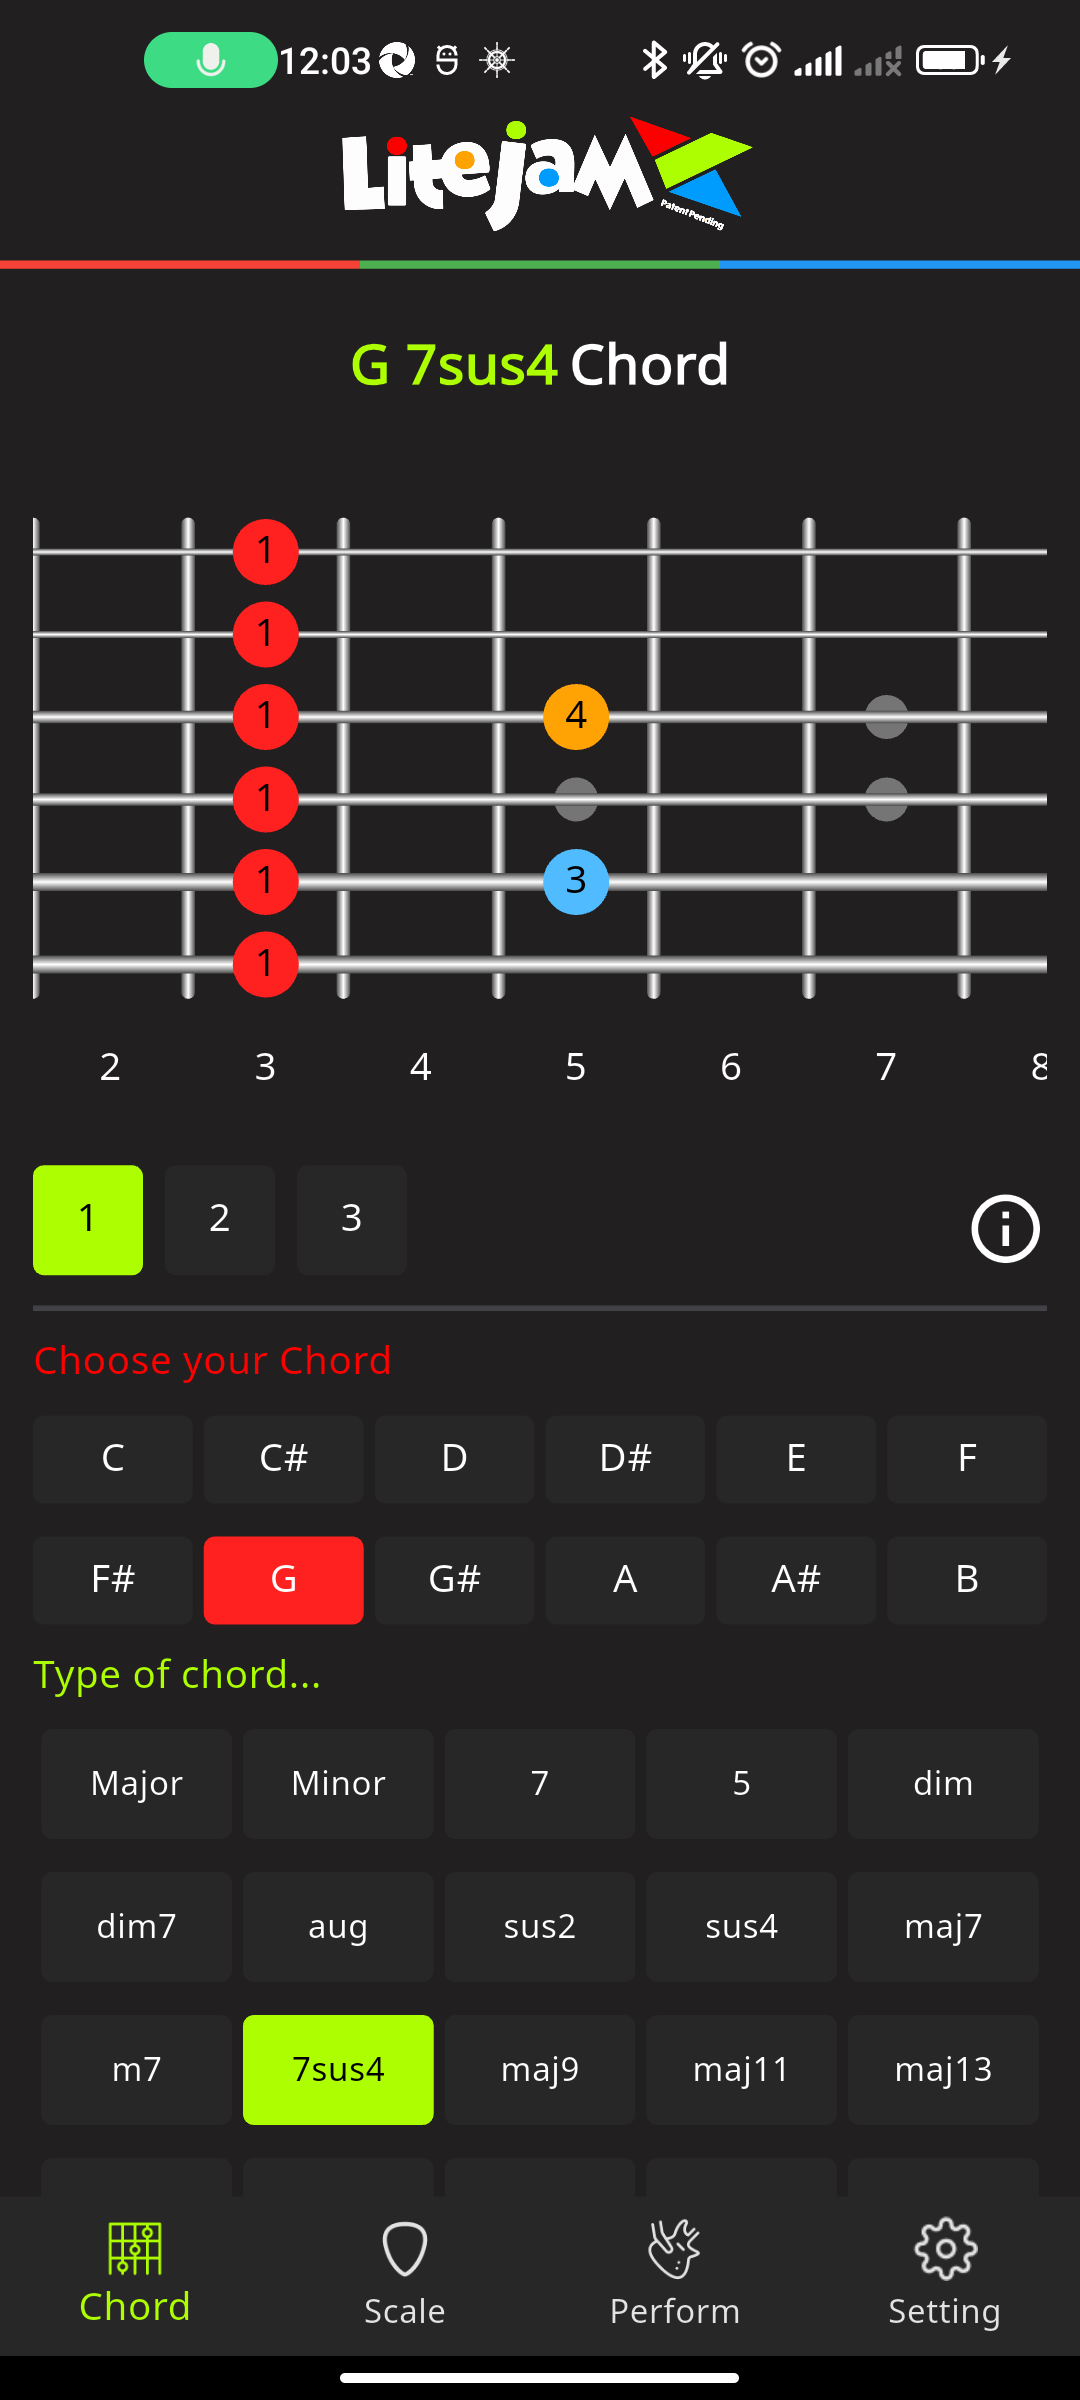 12:03
LiteJam
Patent Pending
G 7sus4 Chord
1
1
1 4
1
1 3
1
2 3 4 5 6 7 8
1 2 3
Choose your Chord
C C# D D# E F
F# G G# A A# B
Type of chord...
Major Minor 7 5 dim
dim7 aug sus2 sus4 maj7
m7 7sus4 maj9 maj11 maj13
Chord Scale Perform Setting